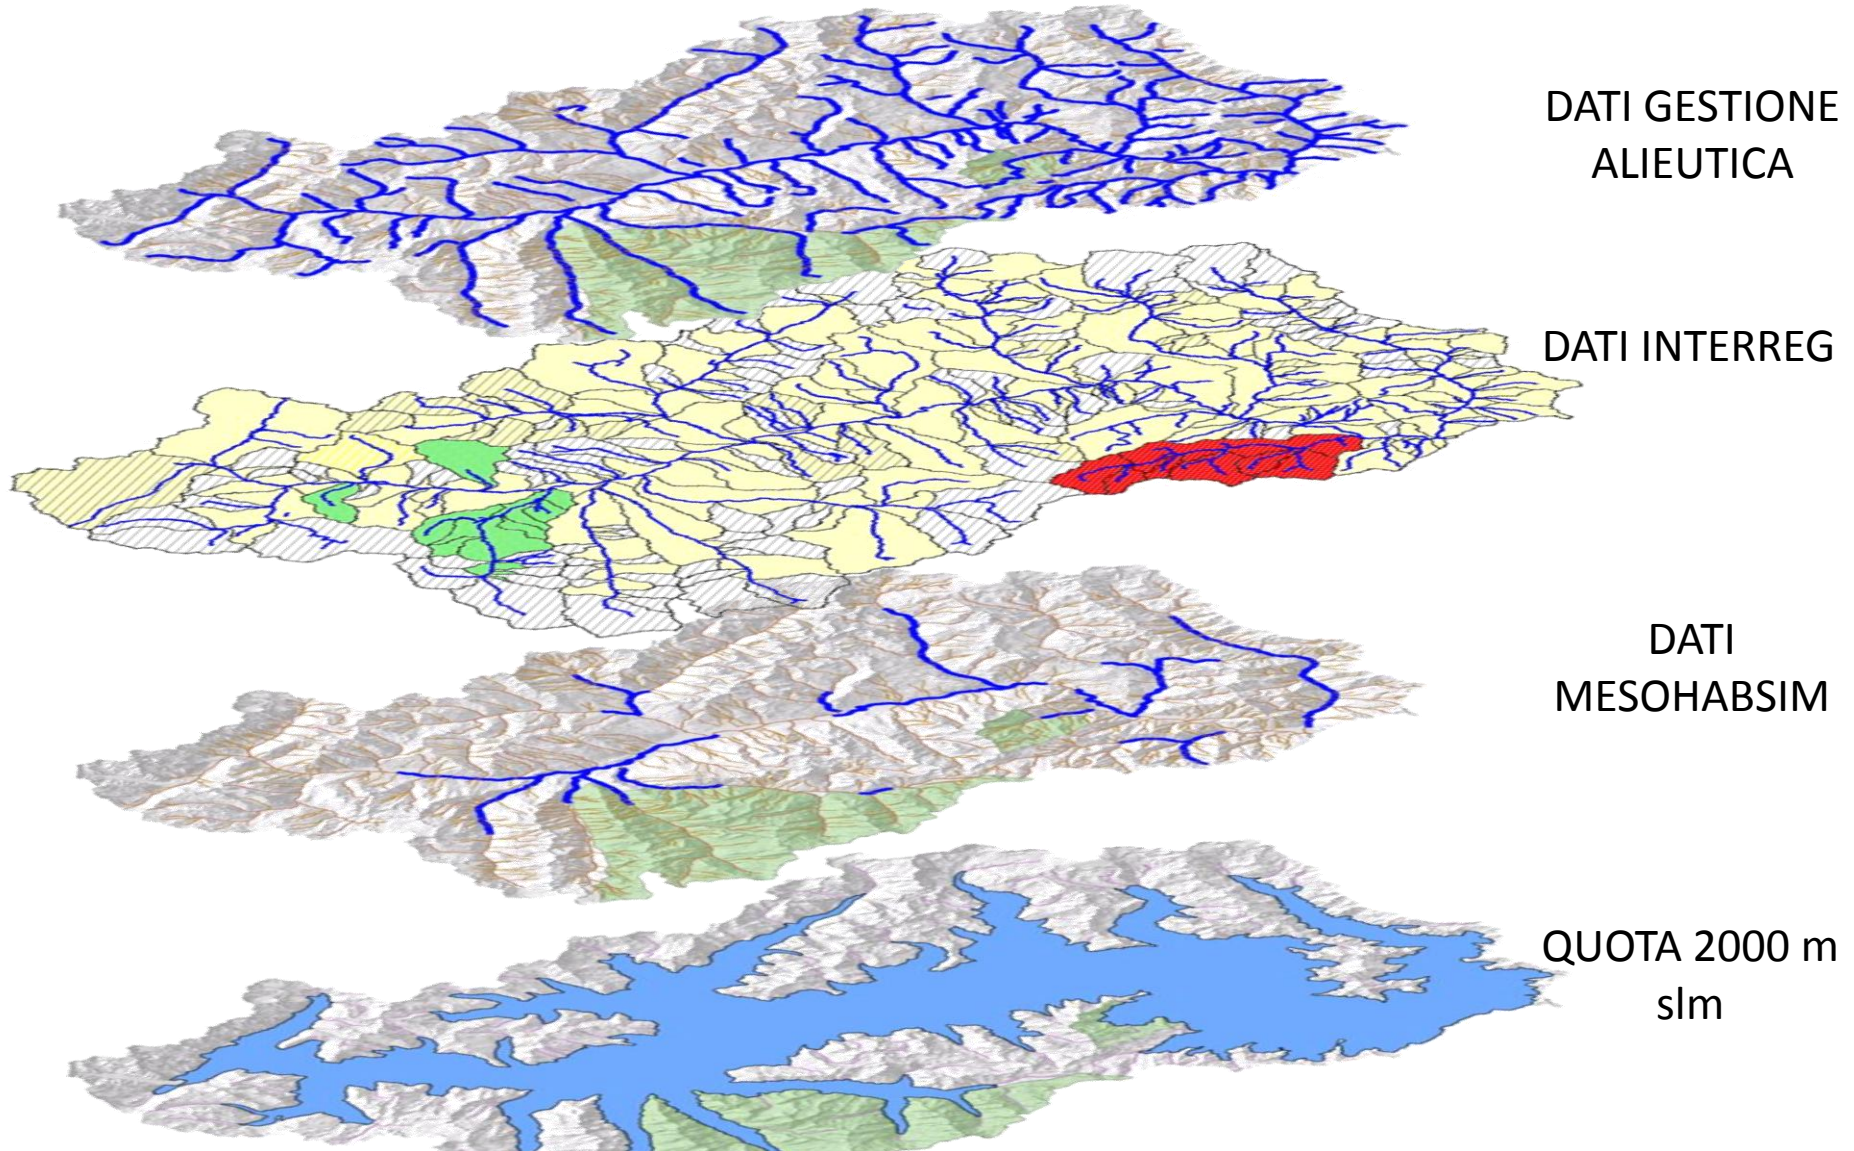 DATI GESTIONE
ALIEUTICA
DATI INTERREG
DATI
MESOHABSIM
QUOTA 2000 m
slm